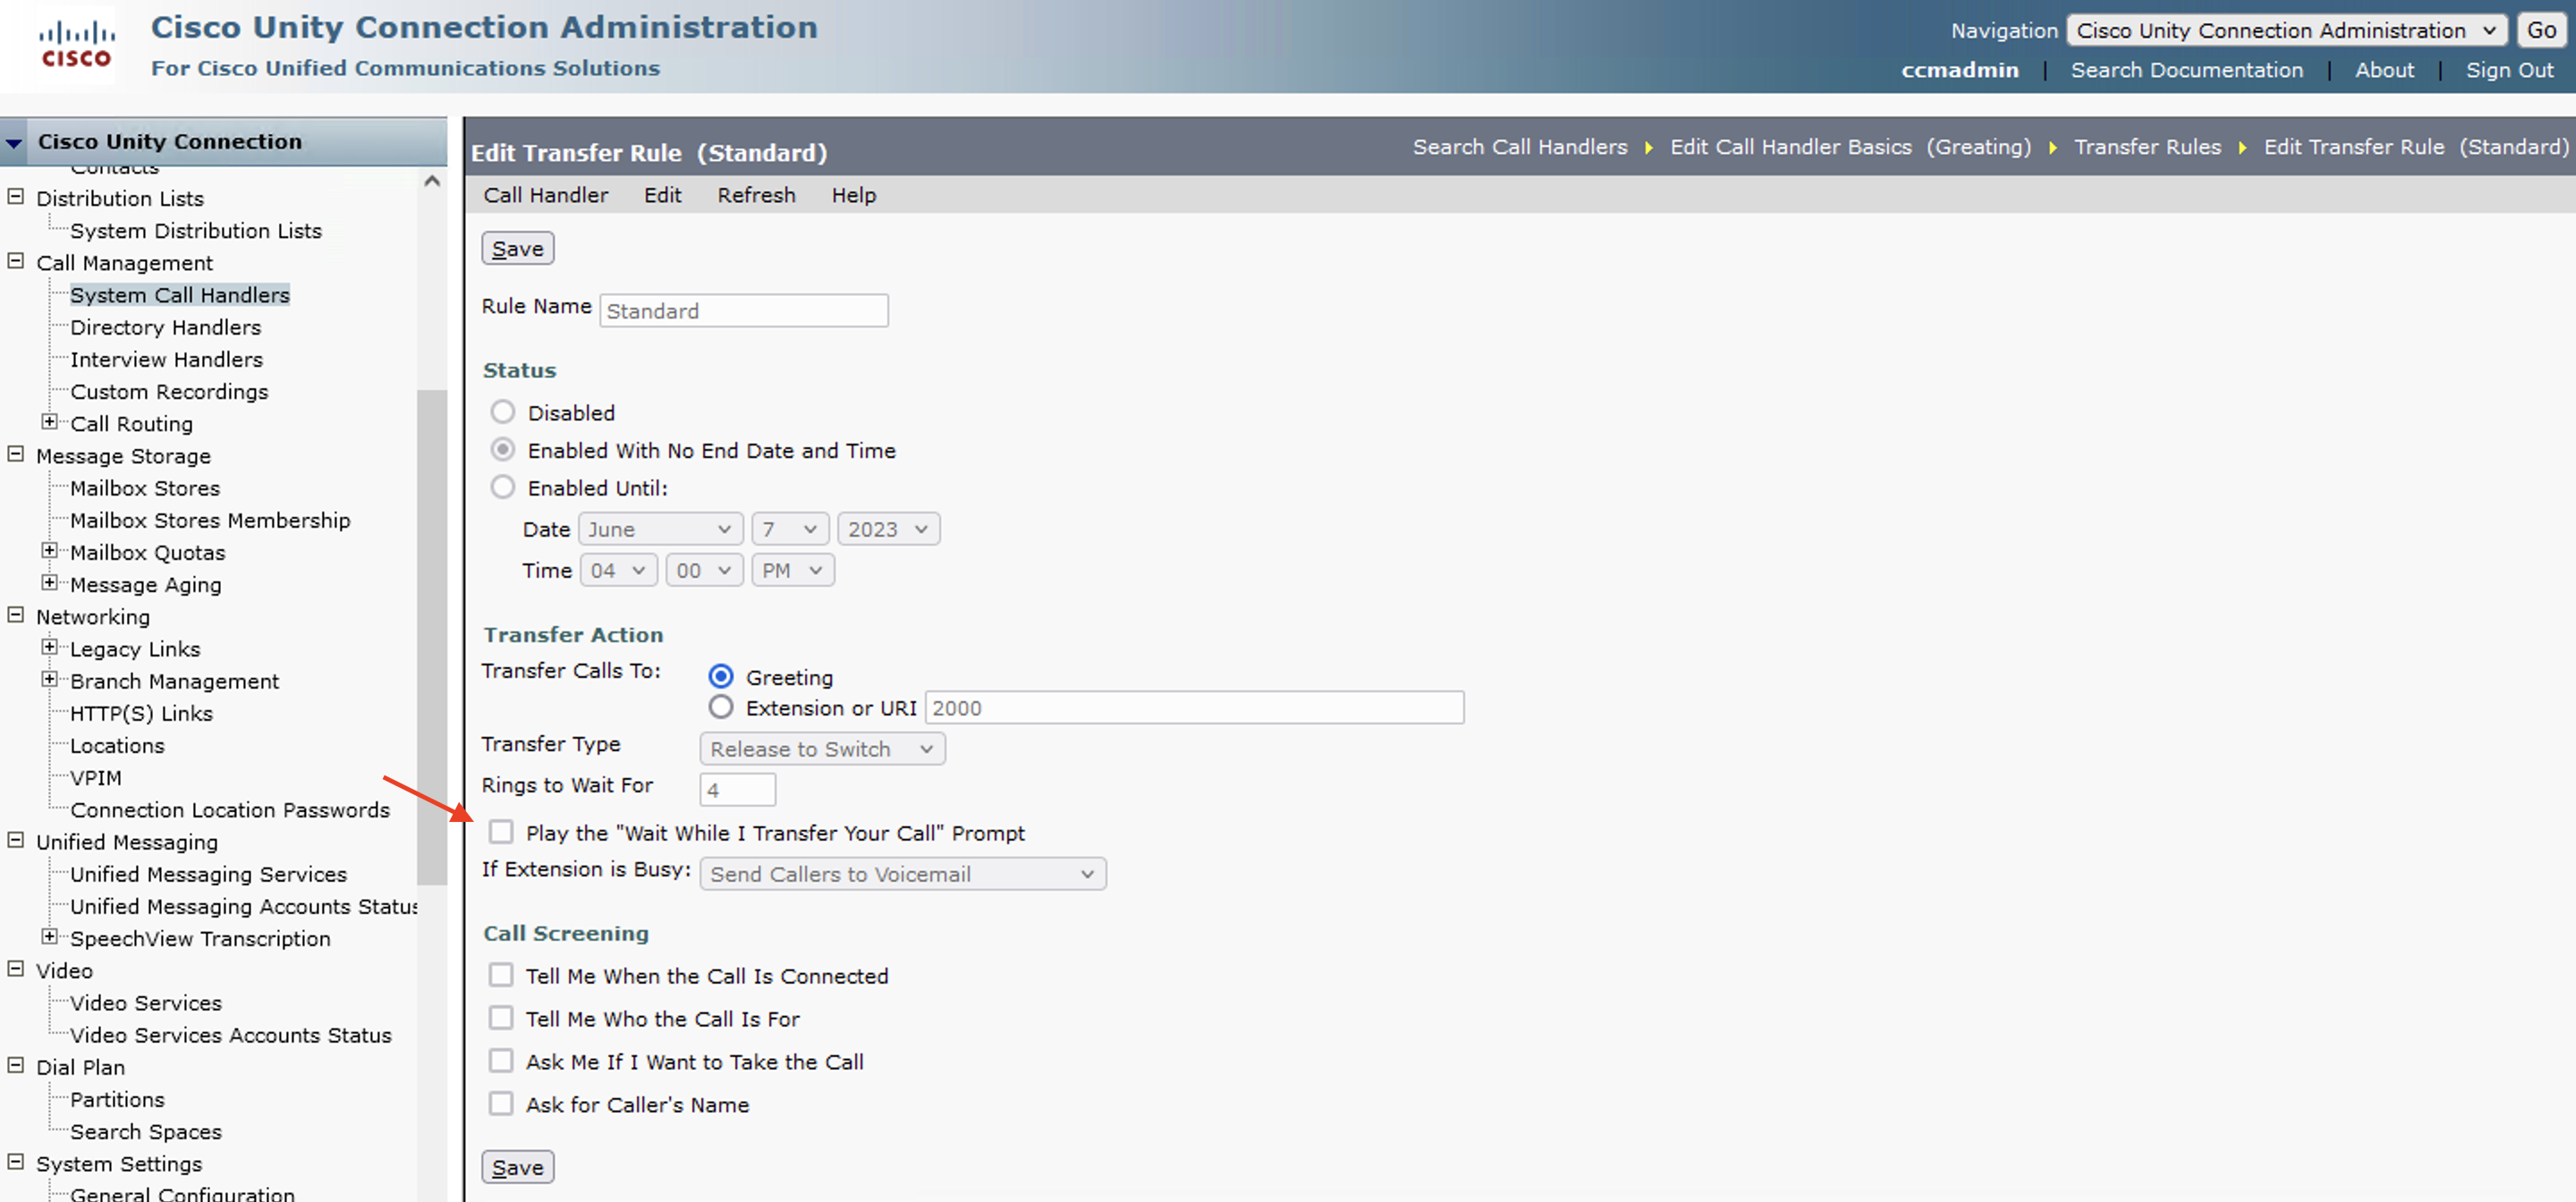 CISCO
Cisco Unity Connection Administration
For Cisco Unified Communications Solutions
Navigation Cisco Unity Connection Administration Go
ccmadmin | Search Documentation | About | Sign Out
Cisco Unity Connection
Contacts
Distribution Lists
System Distribution Lists
Call Management
System Call Handlers
Directory Handlers
Interview Handlers
Custom Recordings
Call Routing
Message Storage
Mailbox Stores
Mailbox Stores Membership
Mailbox Quotas
Message Aging
Networking
Legacy Links
Branch Management
HTTP(S) Links
Locations
VPIM
Connection Location Passwords
Unified Messaging
Unified Messaging Services
Unified Messaging Accounts Status
SpeechView Transcription
Video
Video Services
Video Services Accounts Status
Dial Plan
Partitions
Search Spaces
System Settings
General Configuration
Edit Transfer Rule (Standard)
Search Call Handlers Edit Call Handler Basics (Greeting) Transfer Rules Edit Transfer Rule (Standard)
Call Handler Edit Refresh Help
Save
Rule Name Standard
Status
Disabled
Enabled With No End Date and Time
Enabled Until:
Date June 7 2023
Time 04 00 PM
Transfer Action
Transfer Calls To: Greeting
Extension or URI 2000
Transfer Type Release to Switch
Rings to Wait For 4
Play the "Wait While I Transfer Your Call" Prompt
If Extension is Busy: Send Callers to Voicemail
Call Screening
Tell Me When the Call Is Connected
Tell Me Who the Call Is For
Ask Me If I Want to Take the Call
Ask for Caller's Name
Save